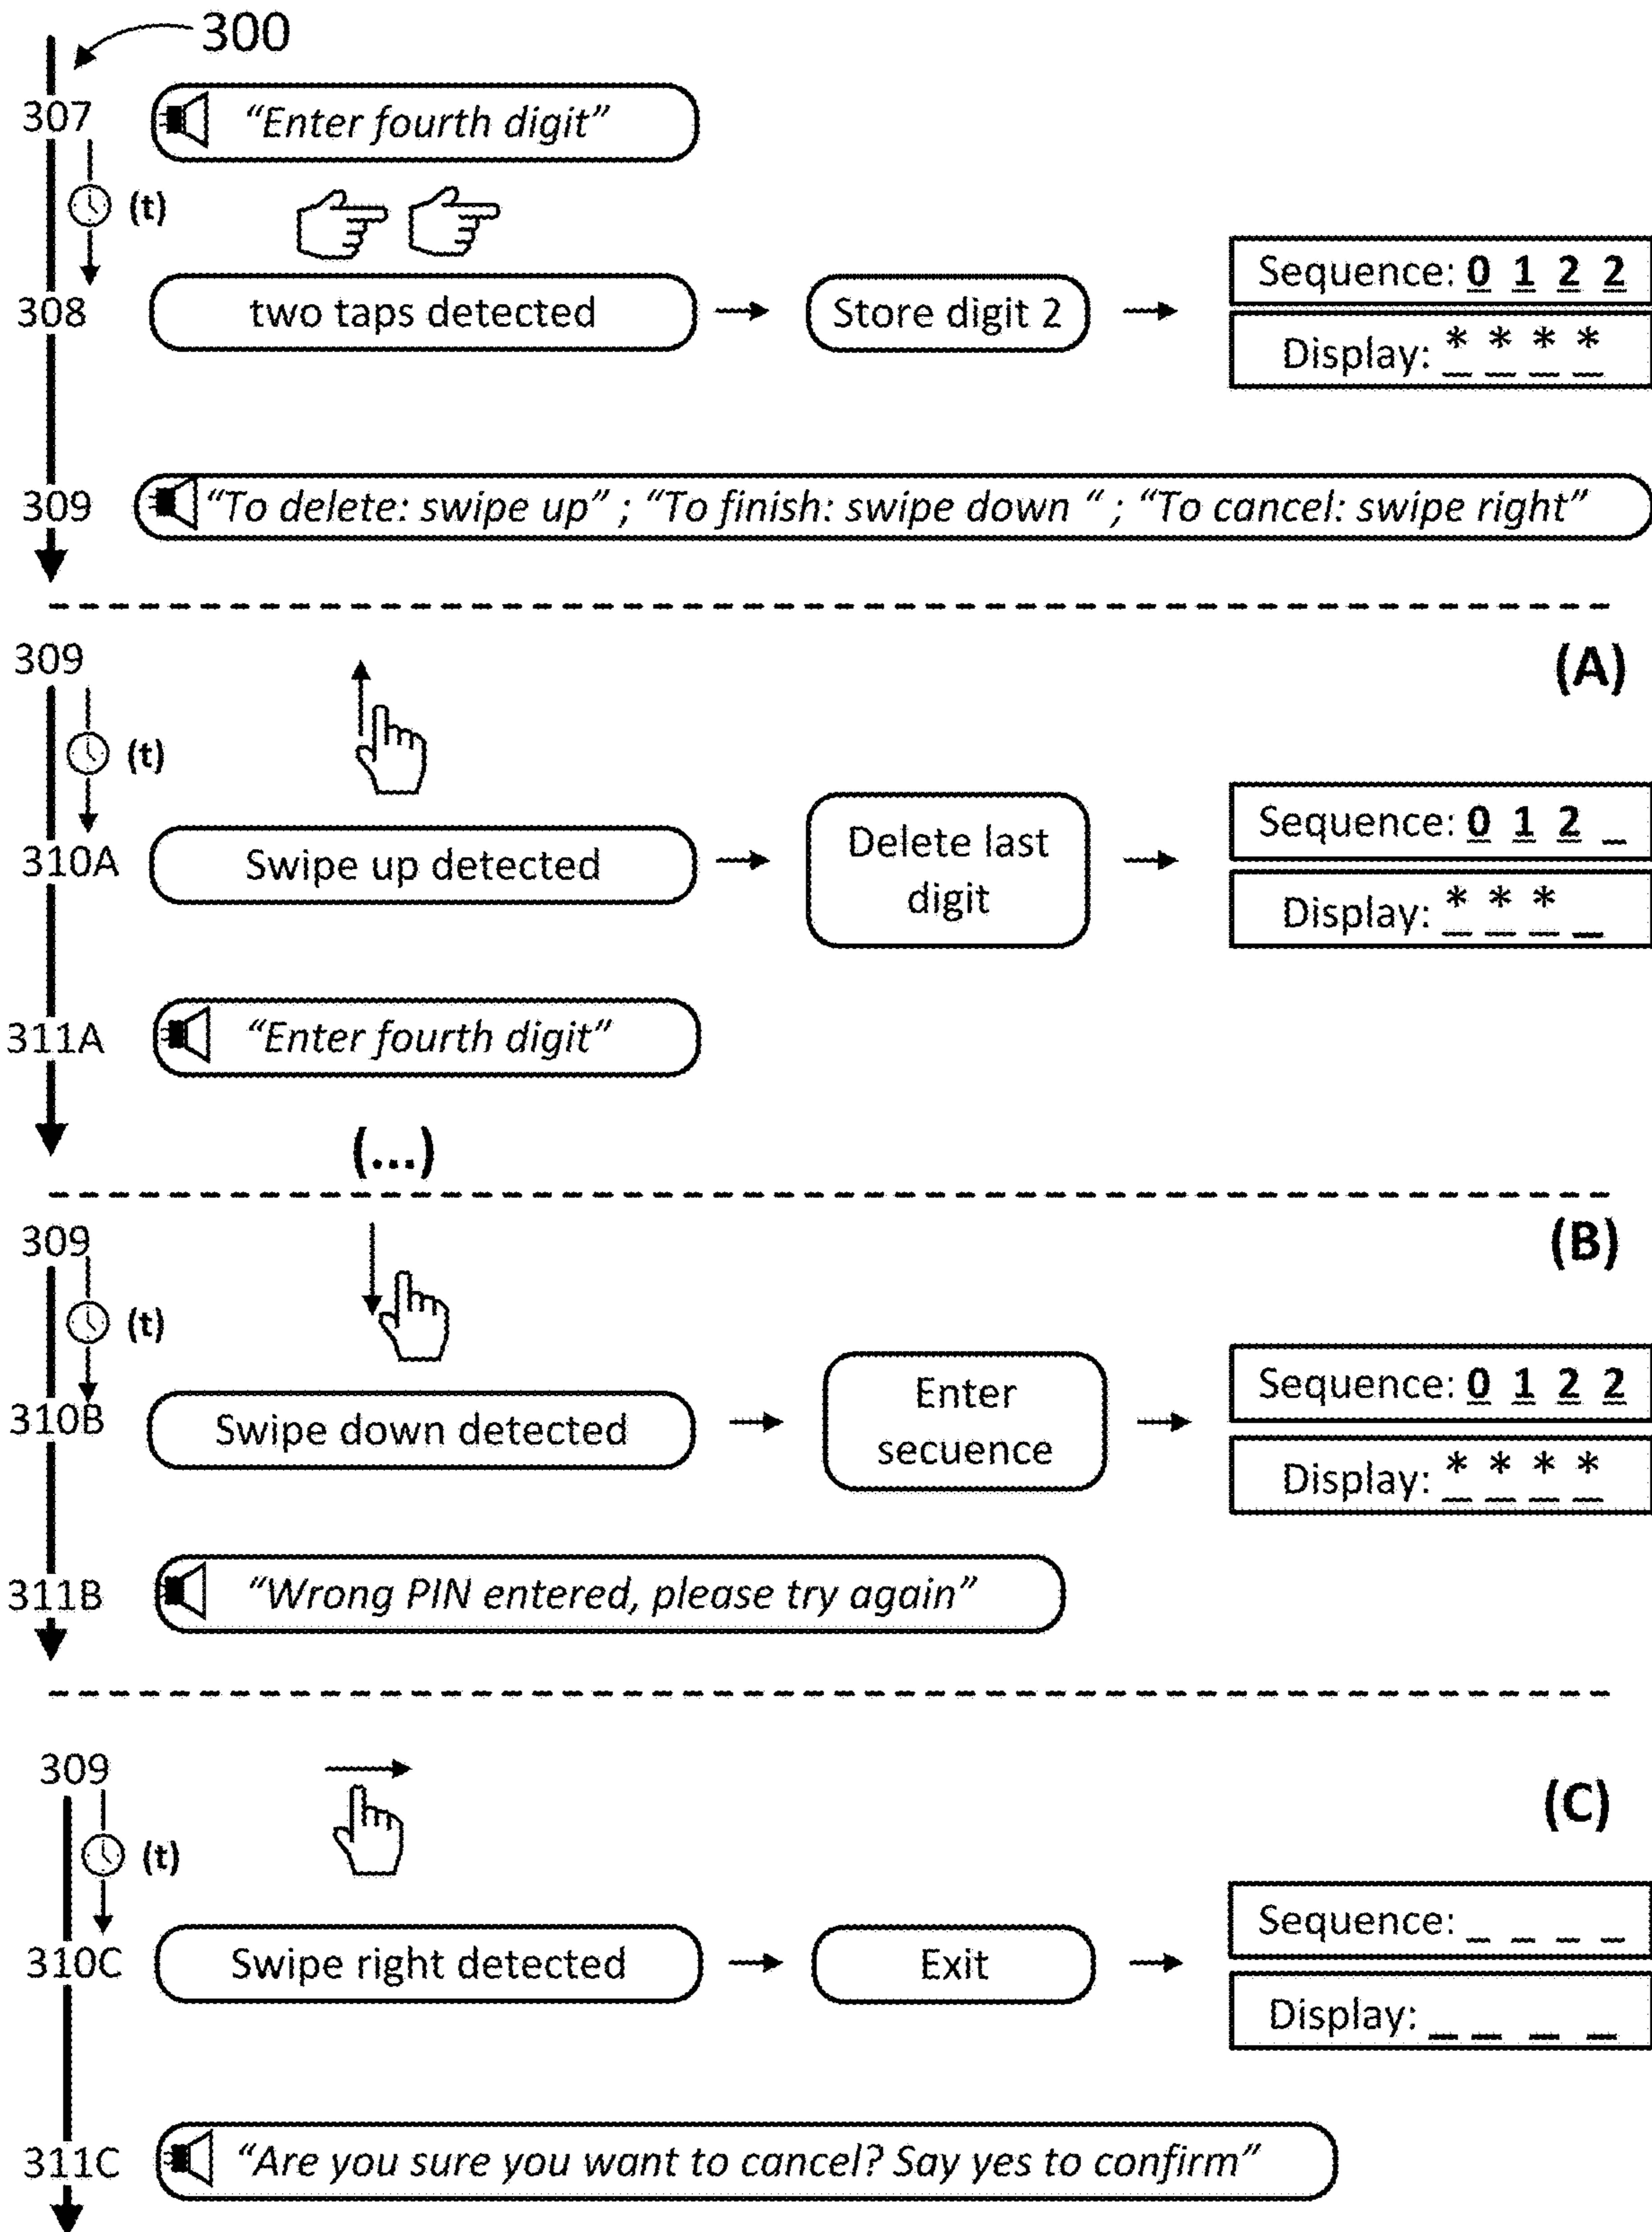 300
307
"Enter fourth digit"
(t)
308
two taps detected
Store digit 2
Sequence: 0 1 2 2
Display: * * * *
309
"To delete: swipe up" ; "To finish: swipe down " ; "To cancel: swipe right"
309
(A)
(t)
310A
Swipe up detected
Delete last
digit
Sequence: 0 1 2 _
Display: * * * _
311A
"Enter fourth digit"
(...)
309
(B)
(t)
310B
Swipe down detected
Enter
secuence
Sequence: 0 1 2 2
Display: * * * *
311B
"Wrong PIN entered, please try again"
309
(C)
(t)
310C
Swipe right detected
Exit
Sequence: _ _ _ _
Display: _ _ _ _
311C
"Are you sure you want to cancel? Say yes to confirm"